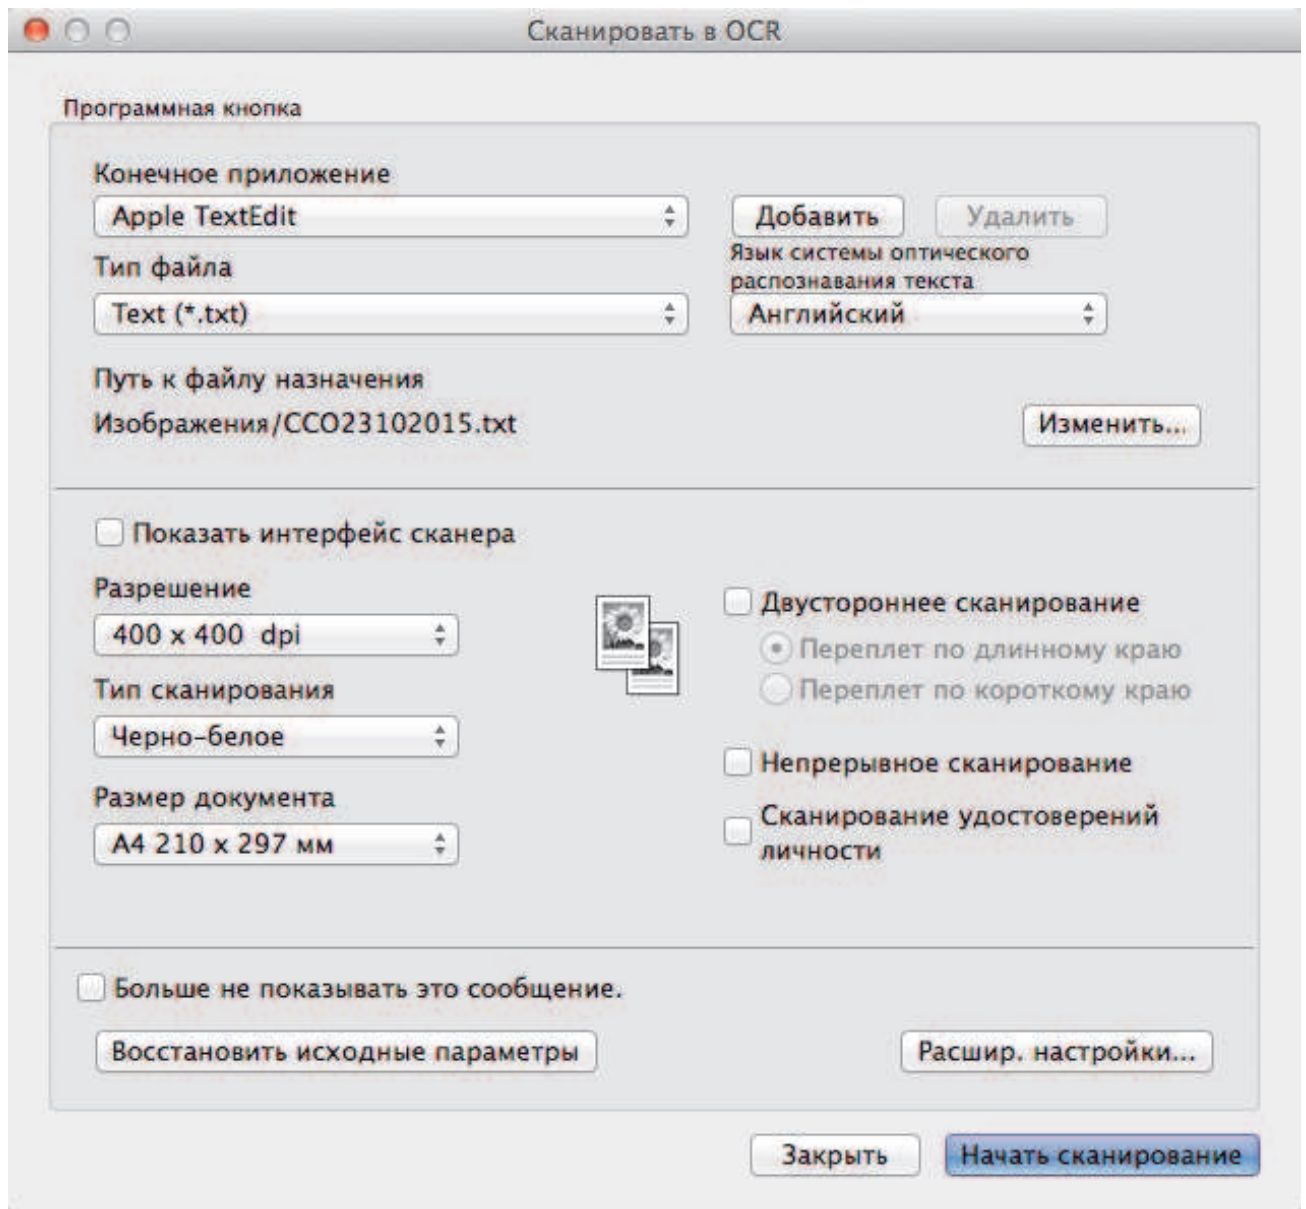 Сканировать в OCR
Программная кнопка
Конечное приложение
Apple TextEdit
Добавить
Удалить
Тип файла
Язык системы оптического
распознавания текста
Text (*.txt)
Английский
Путь к файлу назначения
Изображения/CCO23102015.txt
Изменить...
Показать интерфейс сканера
Разрешение
400 x 400 dpi
Тип сканирования
Черно-белое
Размер документа
A4 210 x 297 мм
Двустороннее сканирование
Переплет по длинному краю
Переплет по короткому краю
Непрерывное сканирование
Сканирование удостоверений
личности
Больше не показывать это сообщение.
Восстановить исходные параметры
Расшир. настройки...
Закрыть
Начать сканирование